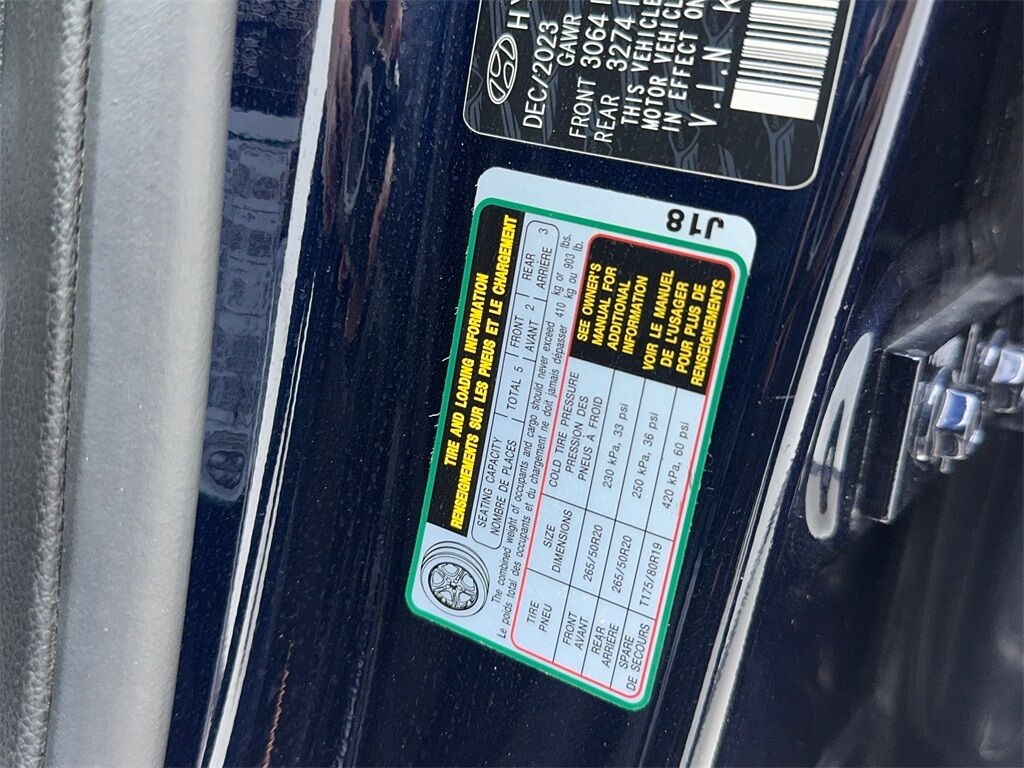 HY
DEC/2023
GAWR
FRONT 3064
REAR 3274
THIS VEHICLE
MOTOR VEHICL
IN EFFECT ON
V.I.N K
J18
TIRE AND LOADING INFORMATION
RENSEIGNEMENTS SUR LES PNEUS ET LE CHARGEMENT
SEATING CAPACITY TOTAL 5 FRONT 2 REAR 3
NOMBRE DE PLACES AVANT ARRIÈRE
The combined weight of occupants and cargo should never exceed 410 kg or 903 lbs.
Le poids total des occupants et du chargement ne doit jamais dépasser 410 kg ou 903 lb.
TIRE SIZE COLD TIRE PRESSURE
PNEU DIMENSIONS PRESSION DES
PNEUS À FROID
FRONT 265/50R20 230 kPa, 33 psi
AVANT
REAR 265/50R20 250 kPa, 36 psi
ARRIÈRE
SPARE T175/80R19 420 kPa, 60 psi
DE SECOURS
SEE OWNER'S
MANUAL FOR
ADDITIONAL
INFORMATION
VOIR LE MANUEL
DE L'USAGER
POUR PLUS DE
RENSEIGNEMENTS